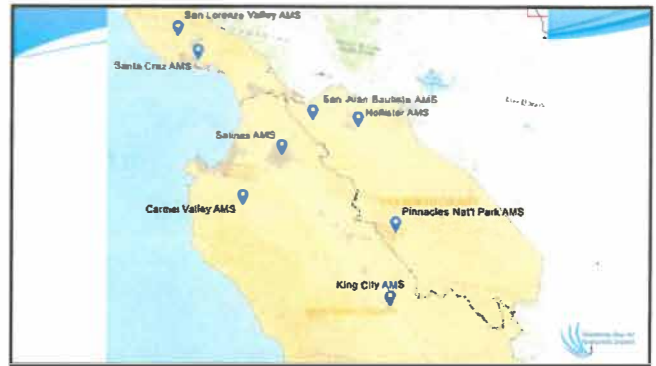 San Lorenzo Valley AMS
Santa Cruz AMS
San Juan Bautista AMS
Hollister AMS
Salinas AMS
Carmel Valley AMS
Pinnacles Nat'l Park AMS
King City AMS